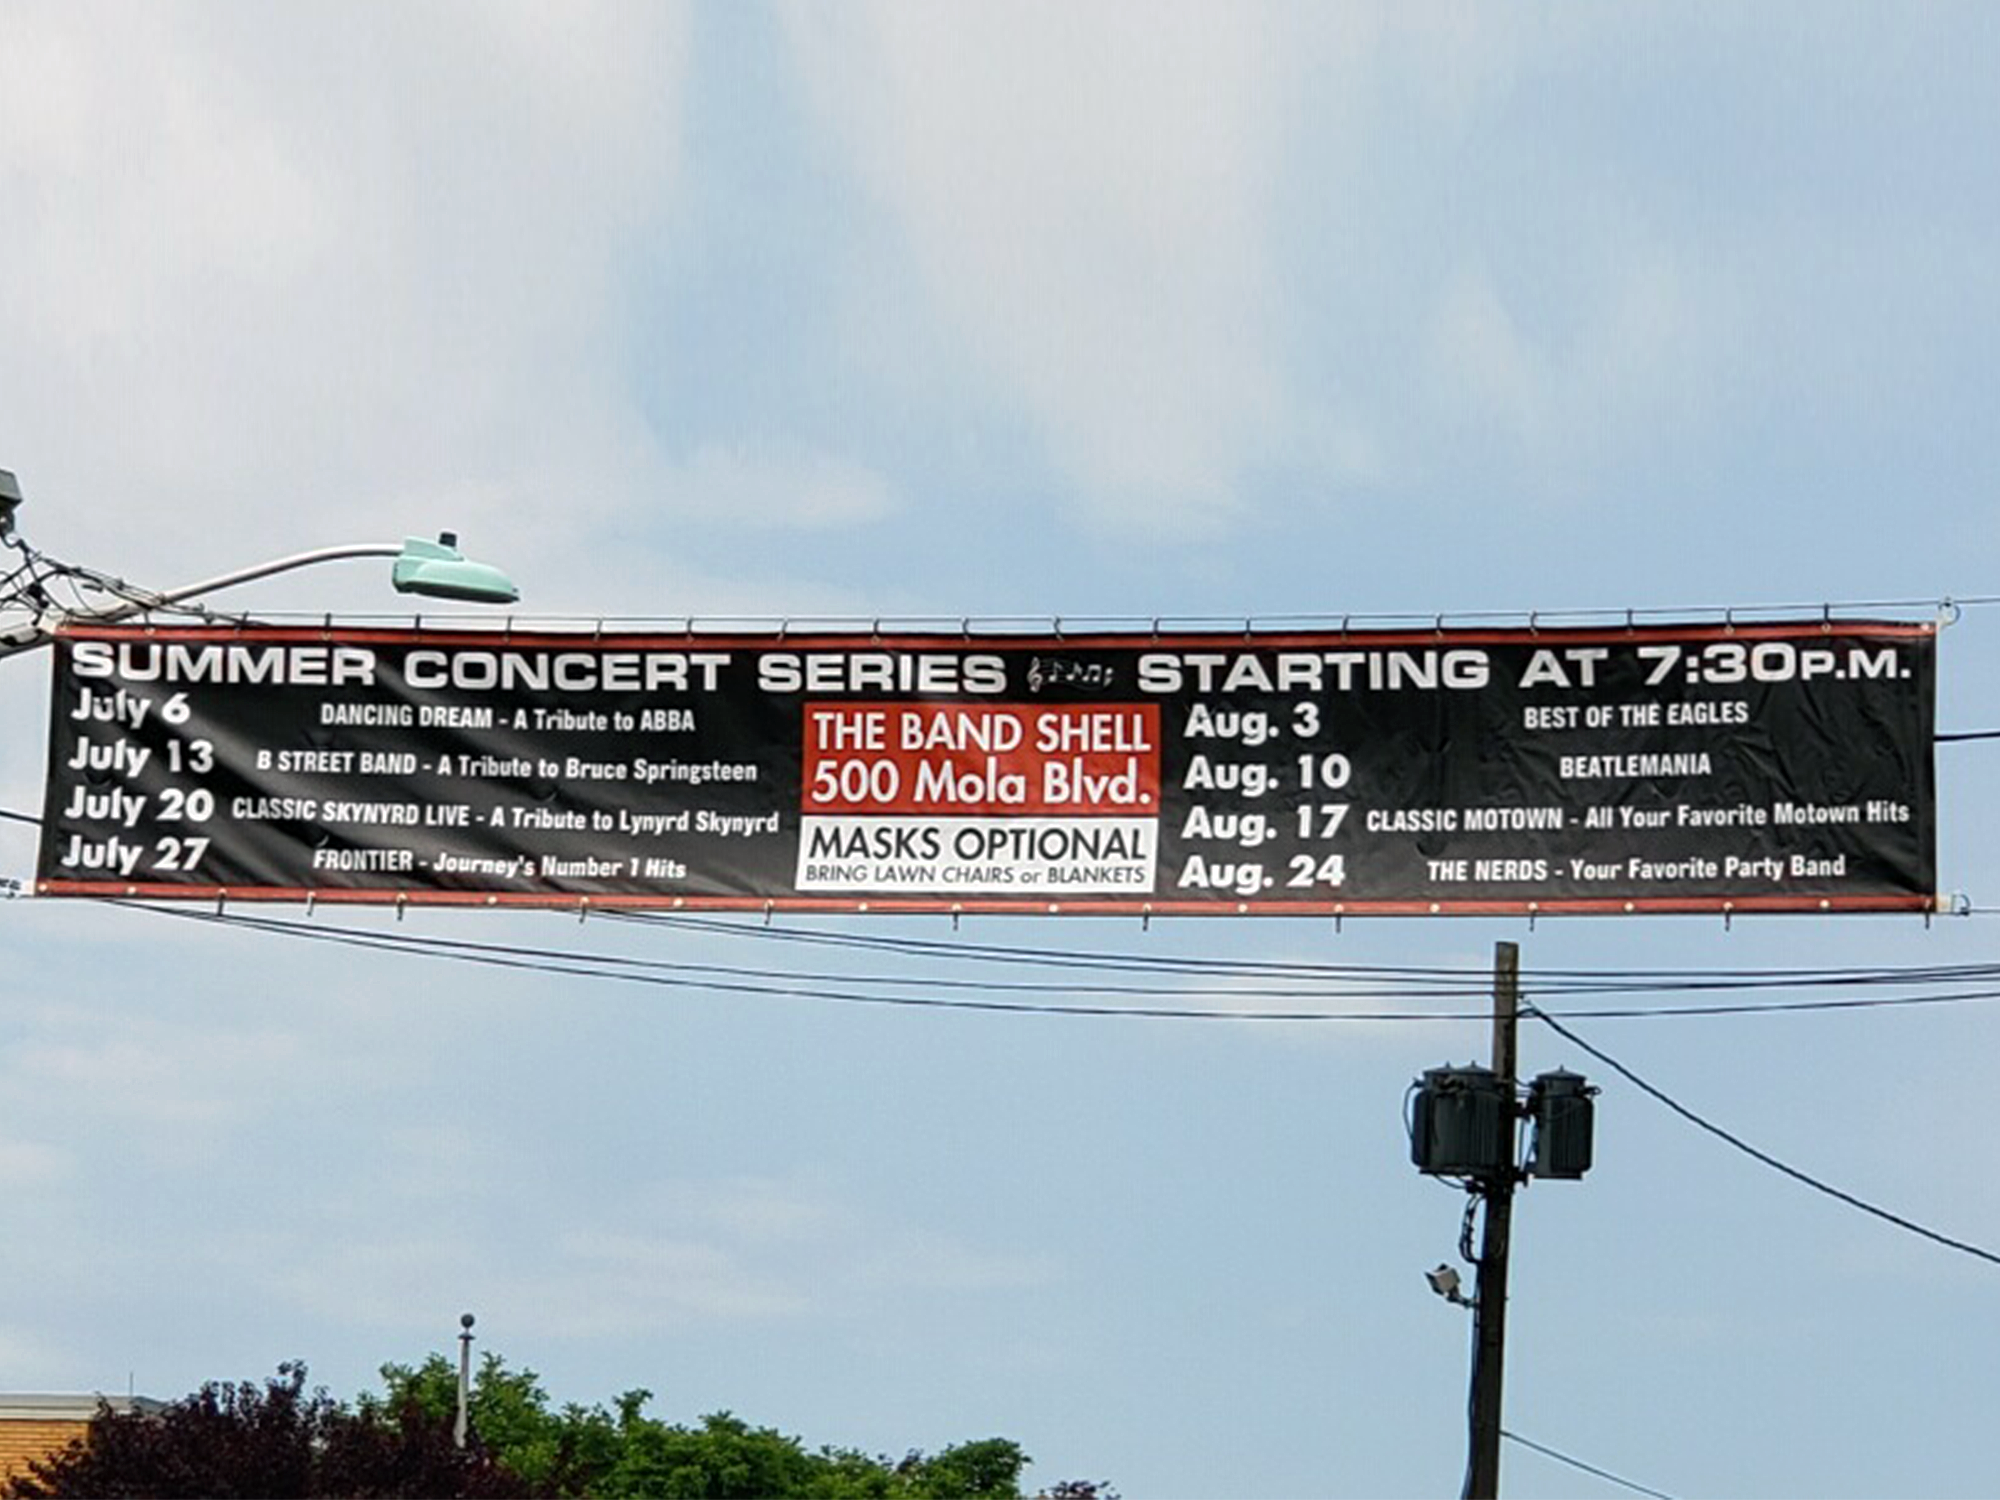 SUMMER CONCERT SERIES STARTING AT 7:30P.M.
July 6 DANCING DREAM - A Tribute to ABBA
July 13 B STREET BAND - A Tribute to Bruce Springsteen
July 20 CLASSIC SKYNYRD LIVE - A Tribute to Lynyrd Skynyrd
July 27 FRONTIER - Journey's Number 1 Hits
THE BAND SHELL
500 Mola Blvd.
MASKS OPTIONAL
BRING LAWN CHAIRS or BLANKETS
Aug. 3 BEST OF THE EAGLES
Aug. 10 BEATLEMANIA
Aug. 17 CLASSIC MOTOWN - All Your Favorite Motown Hits
Aug. 24 THE NERDS - Your Favorite Party Band